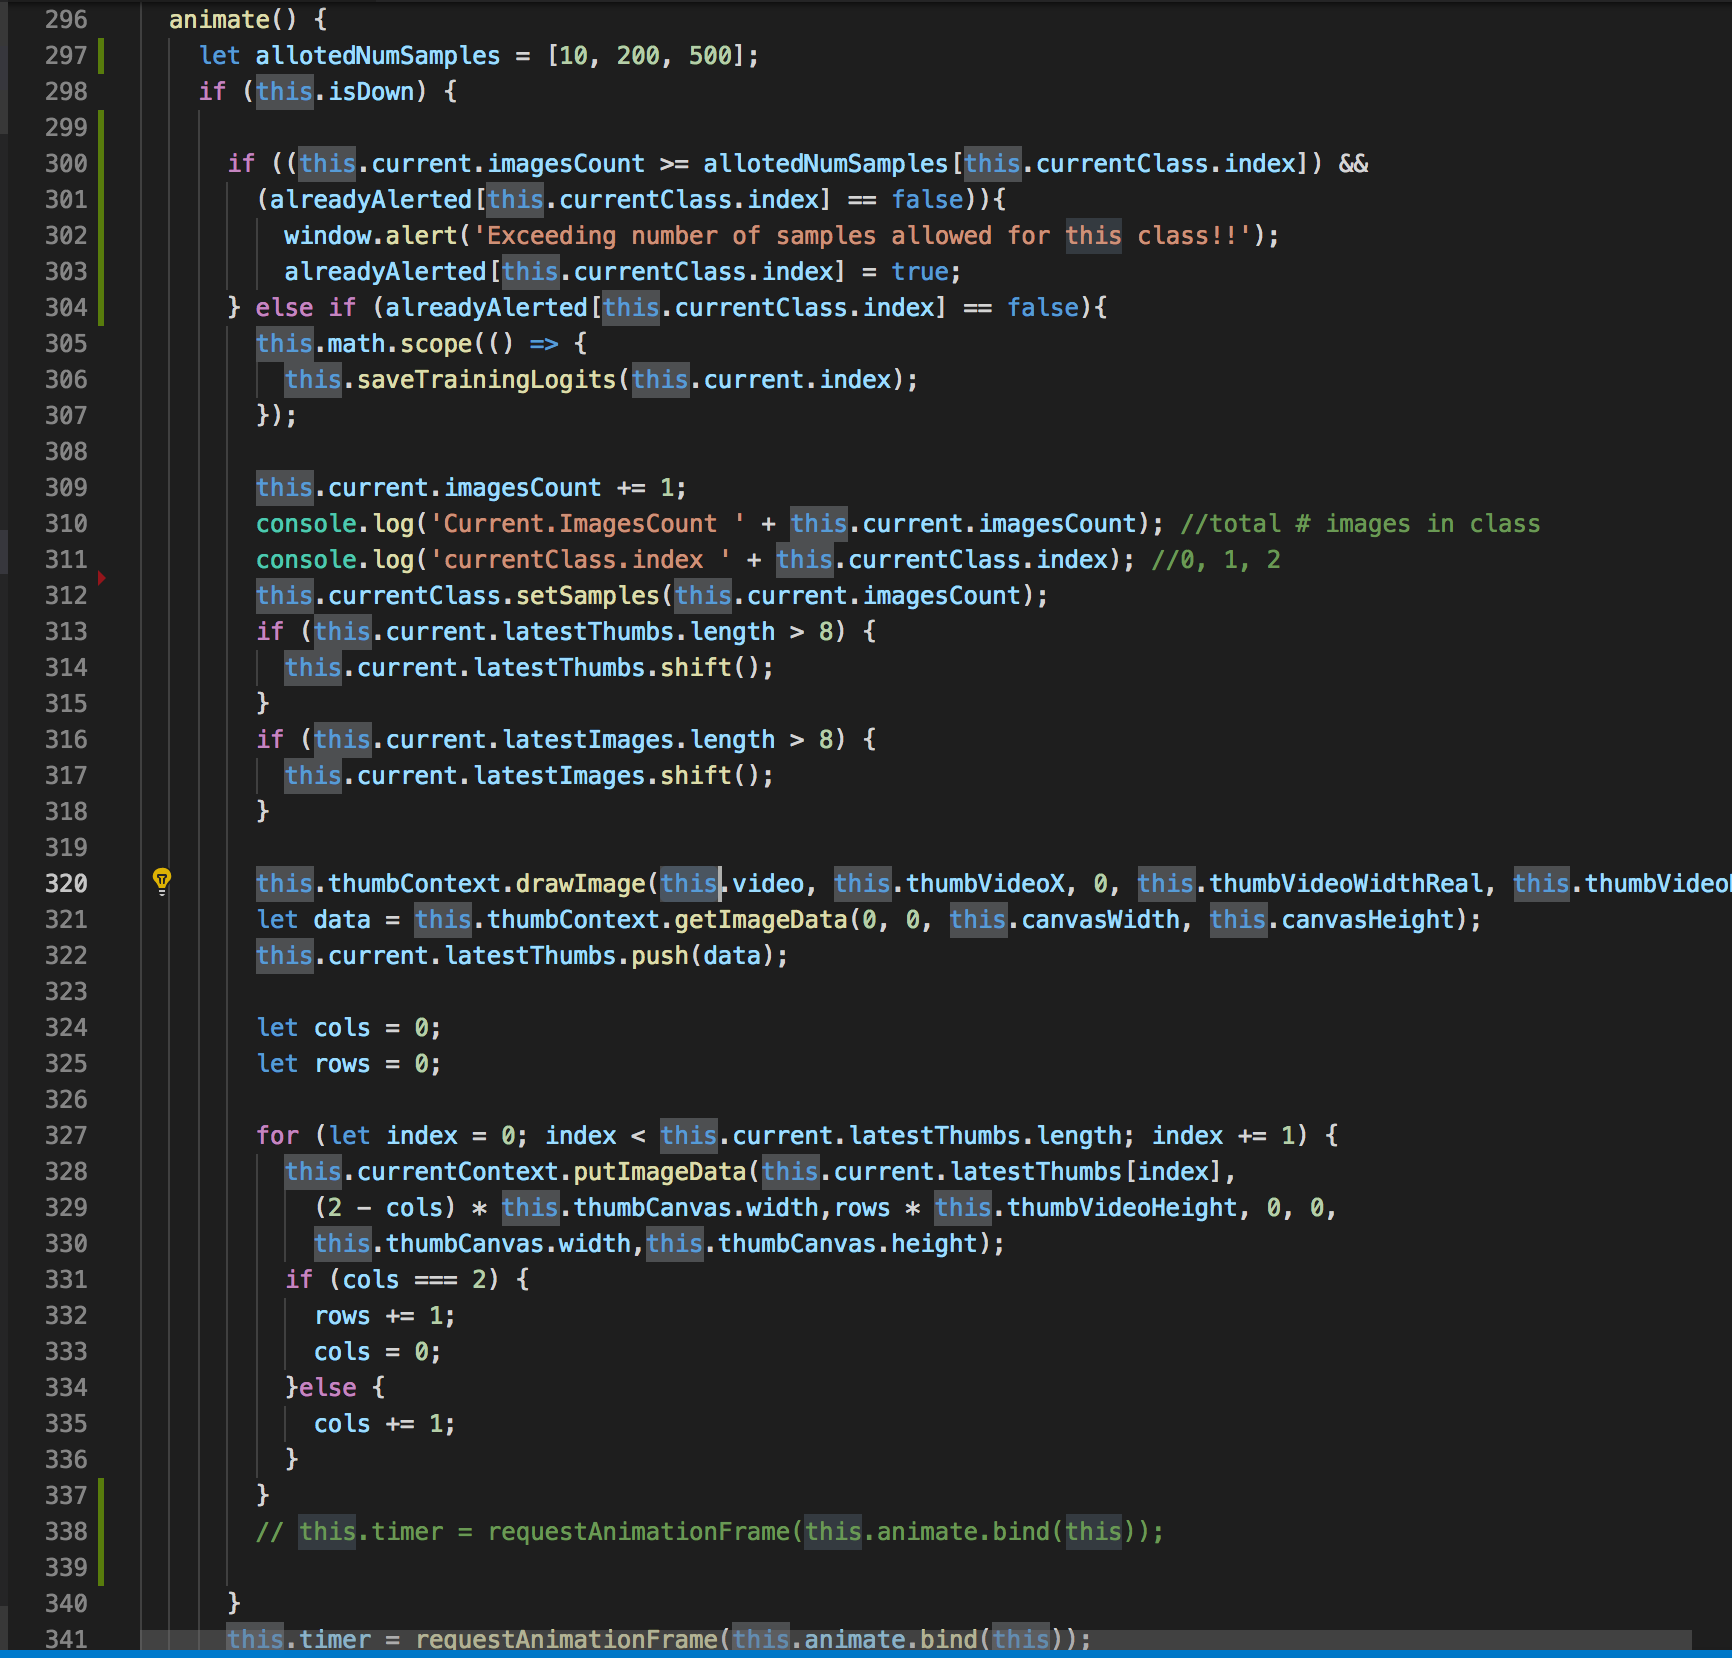 296 animate() {
297 let allotedNumSamples = [10, 200, 500];
298 if (this.isDown) {
299
300 if ((this.current.imagesCount >= allotedNumSamples[this.currentClass.index]) &&
301 (alreadyAlerted[this.currentClass.index] == false)){
302 window.alert('Exceeding number of samples allowed for this class!!');
303 alreadyAlerted[this.currentClass.index] = true;
304 } else if (alreadyAlerted[this.currentClass.index] == false){
305 this.math.scope(() => {
306 this.saveTrainingLogits(this.current.index);
307 });
308
309 this.current.imagesCount += 1;
310 console.log('Current.ImagesCount ' + this.current.imagesCount); //total # images in class
311 console.log('currentClass.index ' + this.currentClass.index); //0, 1, 2
312 this.currentClass.setSamples(this.current.imagesCount);
313 if (this.current.latestThumbs.length > 8) {
314 this.current.latestThumbs.shift();
315 }
316 if (this.current.latestImages.length > 8) {
317 this.current.latestImages.shift();
318 }
319
320 this.thumbContext.drawImage(this.video, this.thumbVideoX, 0, this.thumbVideoWidthReal, this.thumbVideo
321 let data = this.thumbContext.getImageData(0, 0, this.canvasWidth, this.canvasHeight);
322 this.current.latestThumbs.push(data);
323
324 let cols = 0;
325 let rows = 0;
326
327 for (let index = 0; index < this.current.latestThumbs.length; index += 1) {
328 this.currentContext.putImageData(this.current.latestThumbs[index],
329 (2 - cols) * this.thumbCanvas.width,rows * this.thumbVideoHeight, 0, 0,
330 this.thumbCanvas.width,this.thumbCanvas.height);
331 if (cols === 2) {
332 rows += 1;
333 cols = 0;
334 }else {
335 cols += 1;
336 }
337 }
338 // this.timer = requestAnimationFrame(this.animate.bind(this));
339
340 }
341 this.timer = requestAnimationFrame(this.animate.bind(this));